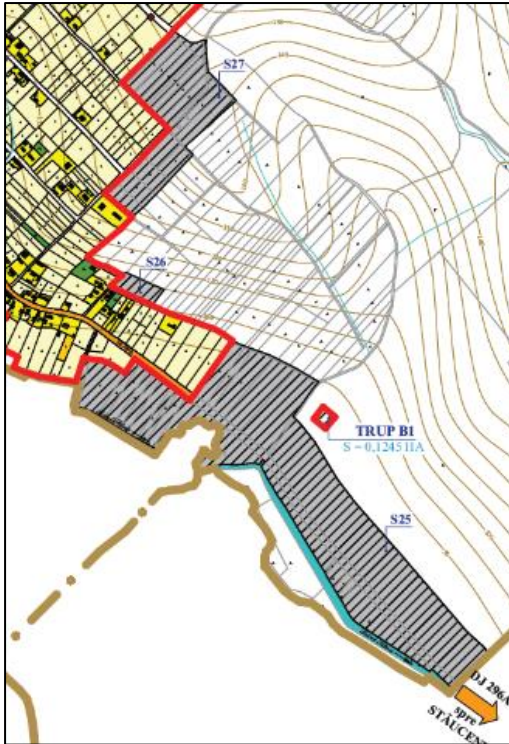 S27
S26
TRUP B1
S = 0,1245 HA
S25
DJ 296A
spre
STĂUCENI